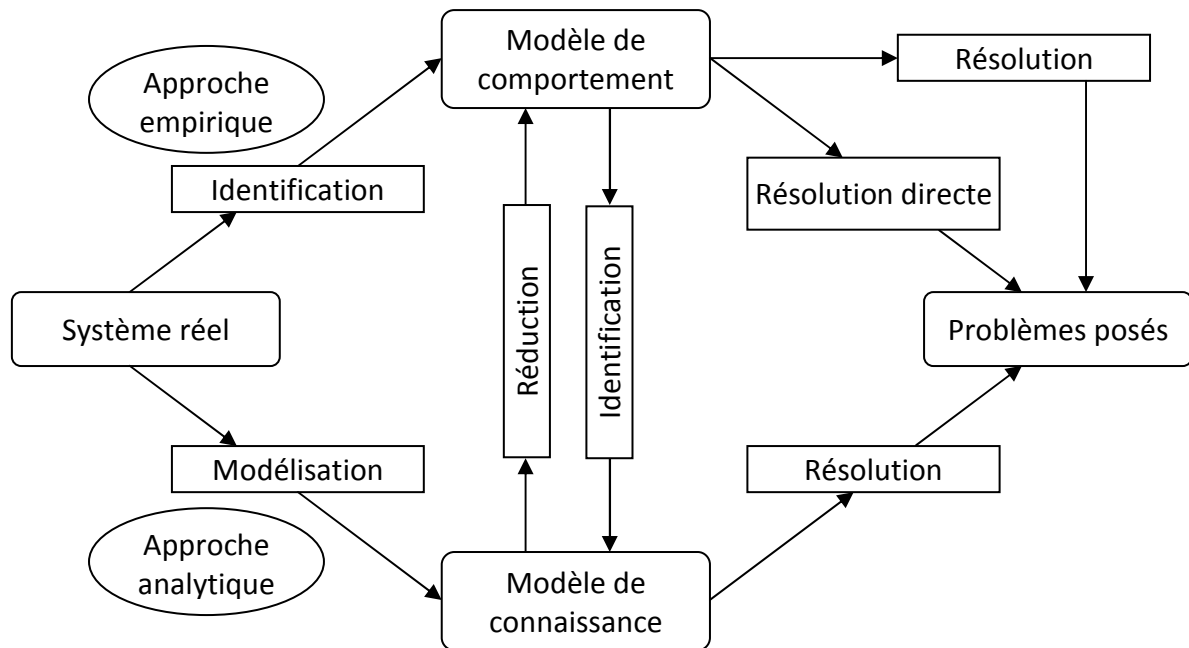 Modèle de
comportement
Résolution
Approche
empirique
Identification
Résolution directe
Réduction
Identification
Système réel
Problèmes posés
Modélisation
Résolution
Approche
analytique
Modèle de
connaissance